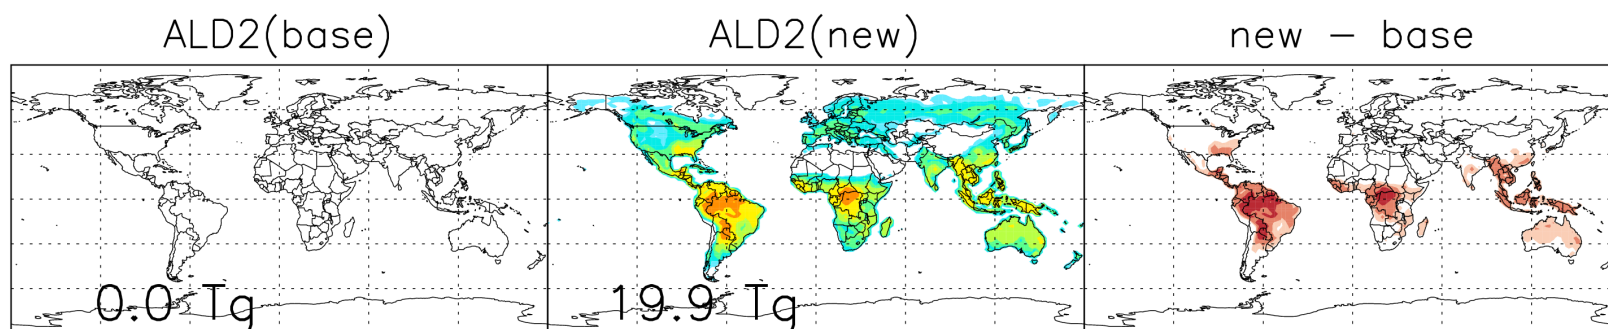 ALD2(base)
ALD2(new)
new − base
0.0 Tg
19.9 Tg